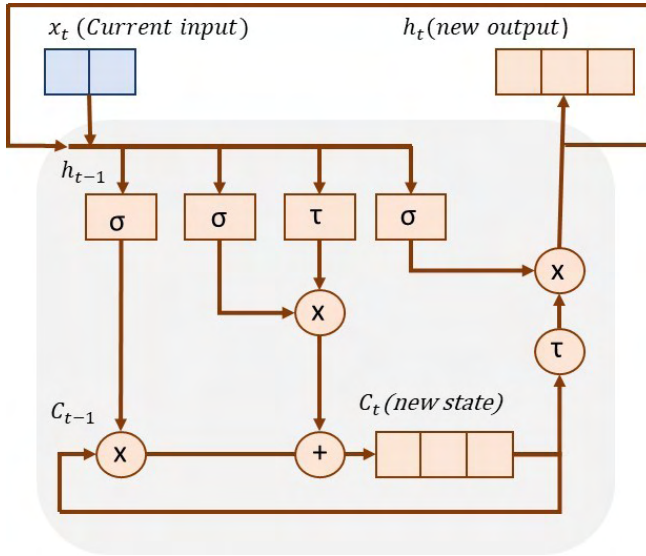 x_t (Current input)
h_t(new output)
h_{t−1}
σ
σ
τ
σ
x
x
τ
C_{t−1}
C_t(new state)
x
+